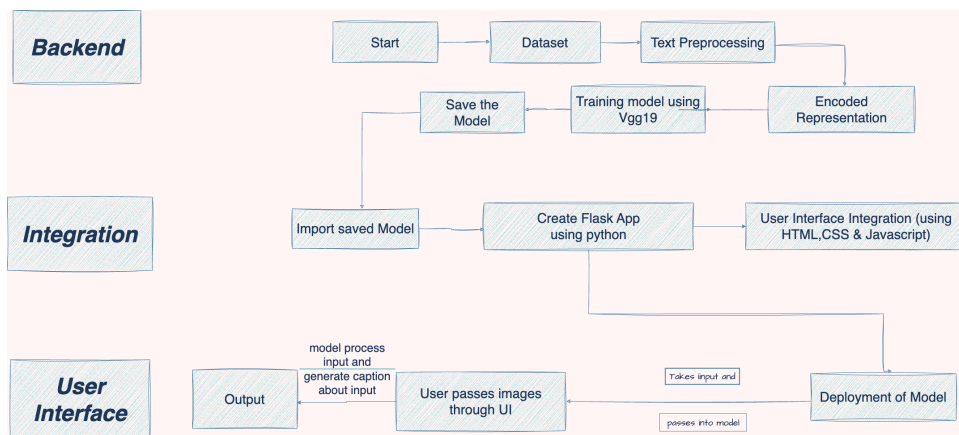 Backend
Start
Dataset
Text Preprocessing
Save the
Model
Training model using
Vgg19
Encoded
Representation
Integration
Import saved Model
Create Flask App
using python
User Interface Integration (using
HTML,CSS & Javascript)
User
Interface
Output
model process
input and
generate caption
about input
User passes images
through UI
Takes iinput and
passes into model
Deployment of Model